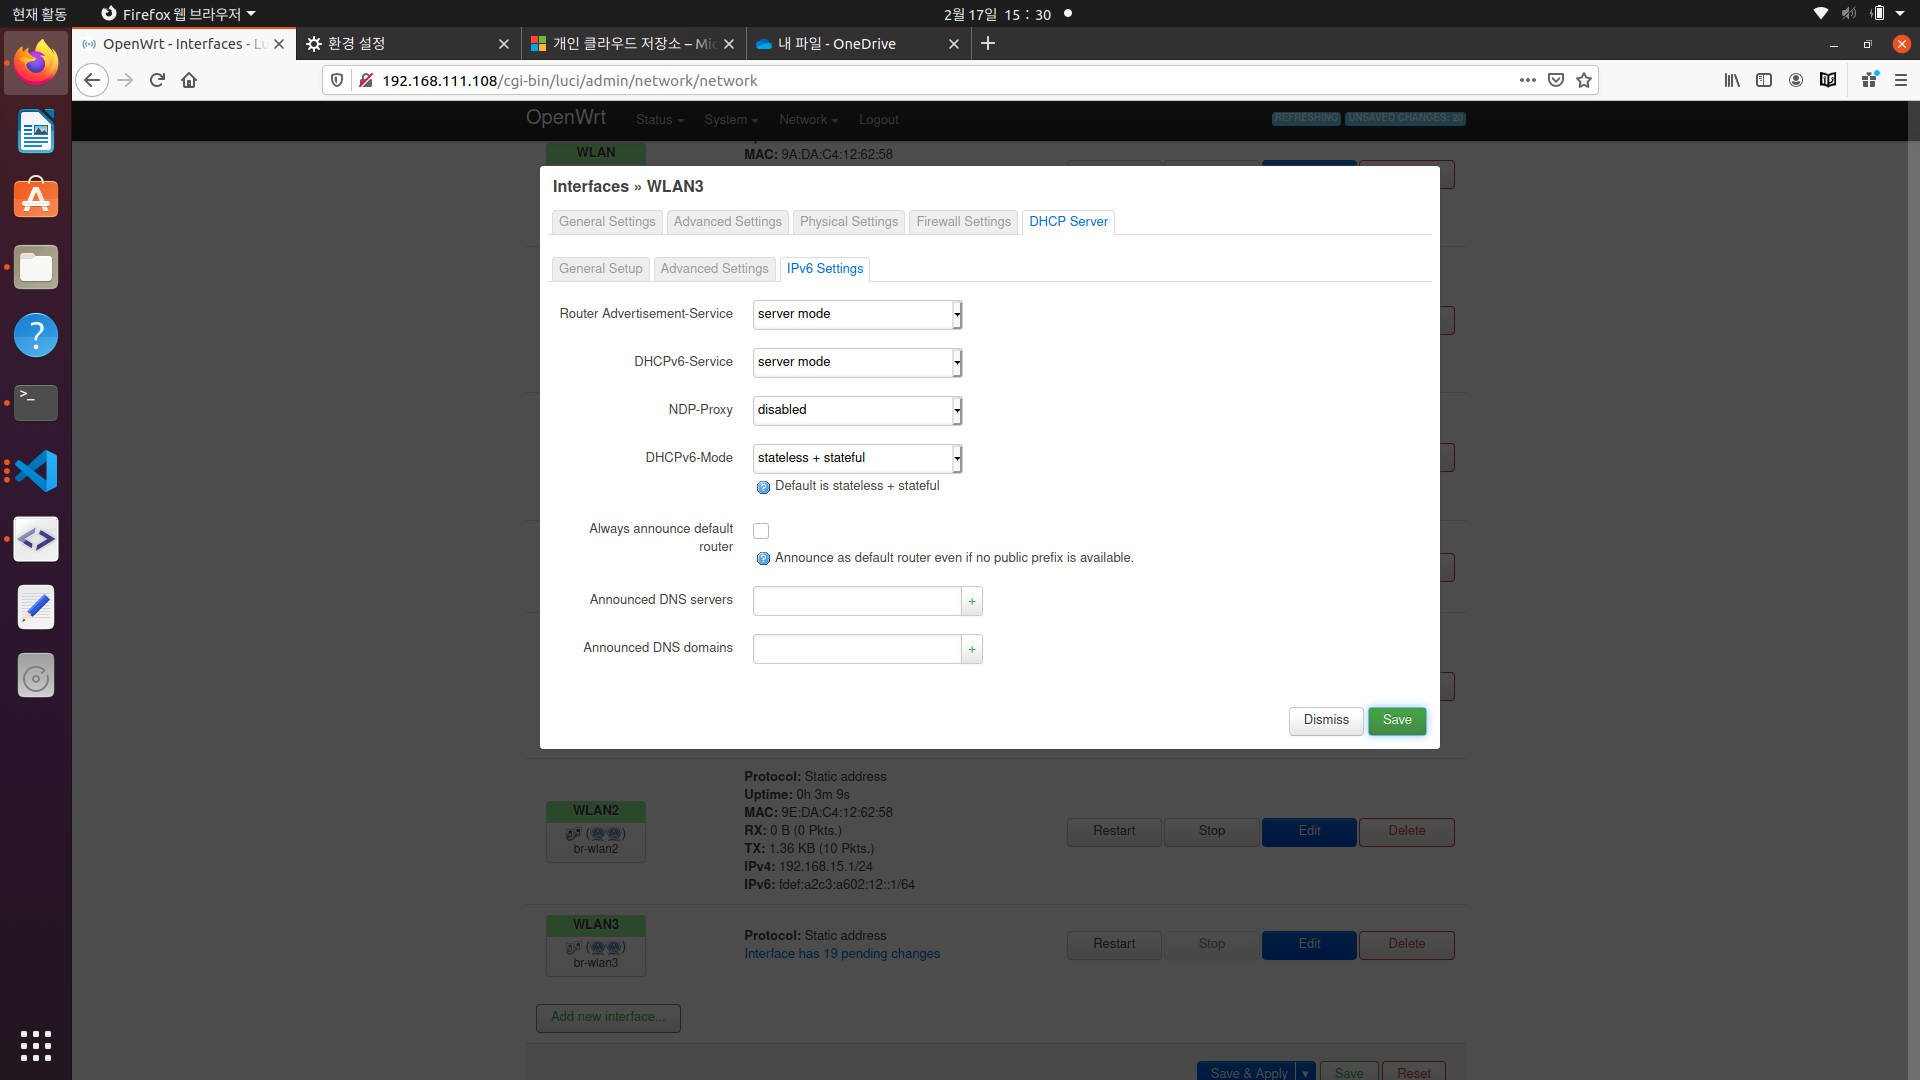 현재 활동
Firefox 웹 브라우저
2월 17일 15 : 30
OpenWrt - Interfaces - Lu
환경 설정
개인 클라우드 저장소 – Mic
내 파일 - OneDrive
192.168.111.108/cgi-bin/luci/admin/network/network
OpenWrt
Status
System
Network
Logout
REFRESHING
UNSAVED CHANGES: 20
WLAN
MAC: 9A:DA:C4:12:62:58
Interfaces » WLAN3
General Settings
Advanced Settings
Physical Settings
Firewall Settings
DHCP Server
General Setup
Advanced Settings
IPv6 Settings
Router Advertisement-Service
server mode
DHCPv6-Service
server mode
NDP-Proxy
disabled
DHCPv6-Mode
stateless + stateful
Default is stateless + stateful
Always announce default
router
Announce as default router even if no public prefix is available.
Announced DNS servers
+
Announced DNS domains
+
Dismiss
Save
WLAN2
br-wlan2
Protocol: Static address
Uptime: 0h 3m 9s
MAC: 9E:DA:C4:12:62:58
RX: 0 B (0 Pkts.)
TX: 1.36 KB (10 Pkts.)
IPv4: 192.168.15.1/24
IPv6: fdef:a2c3:a602:12::1/64
Restart
Stop
Edit
Delete
WLAN3
br-wlan3
Protocol: Static address
Interface has 19 pending changes
Restart
Stop
Edit
Delete
Add new interface...
Save & Apply
Save
Reset